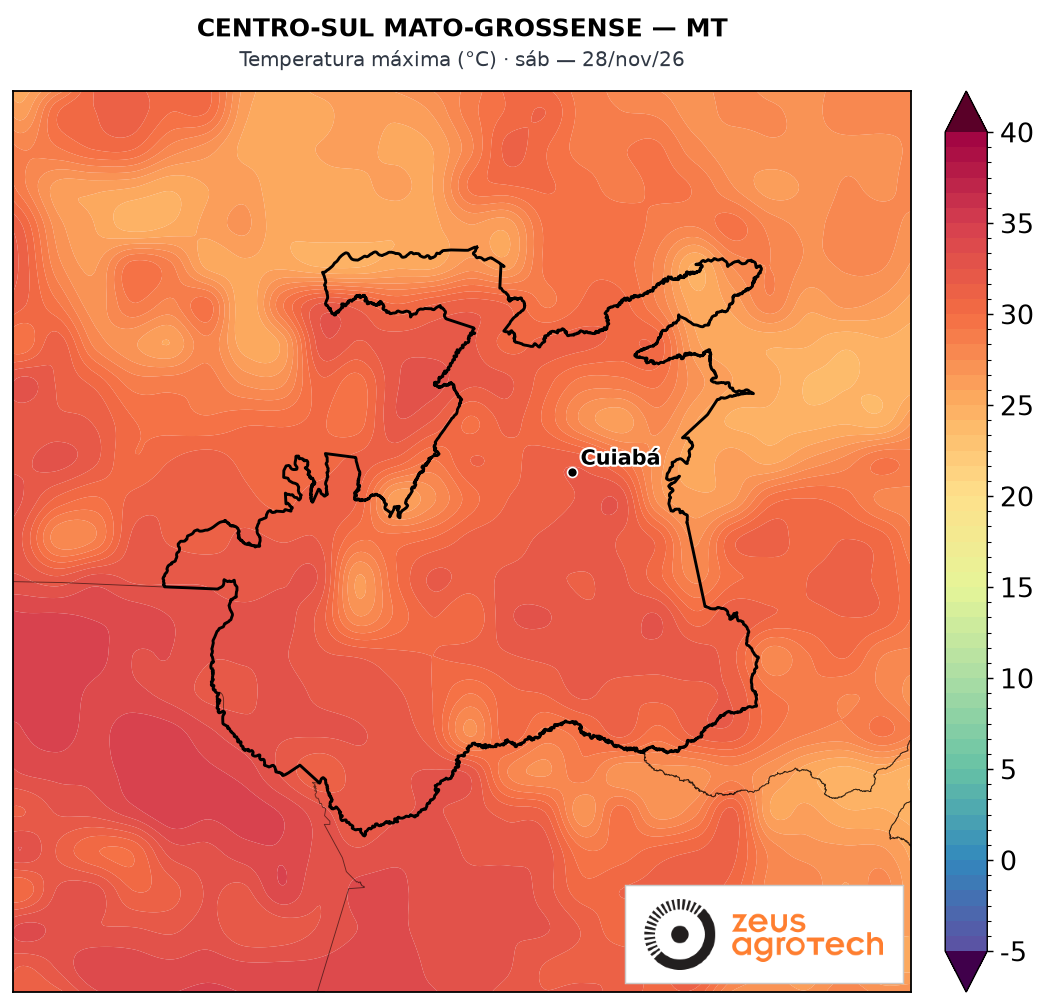 CENTRO-SUL MATO-GROSSENSE — MT
Temperatura máxima (°C) · sáb — 28/nov/26
40
35
30
25
20
15
10
5
0
-5
Cuiabá
zeus
agrotech